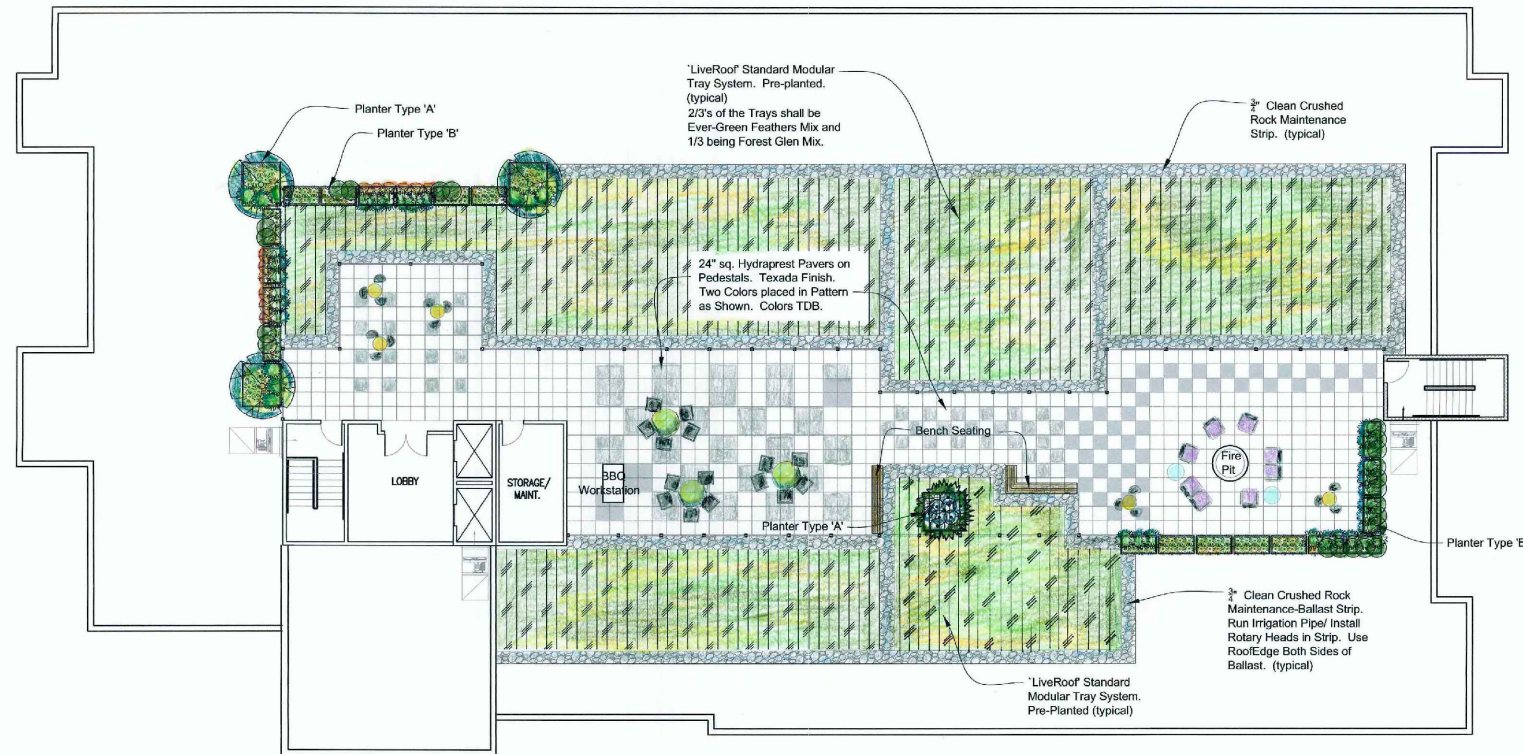 `LiveRoof' Standard Modular
Tray System.  Pre-planted.
(typical)
2/3's of the Trays shall be
Ever-Green Feathers Mix and
1/3 being Forest Glen Mix.
Planter Type 'A'
Planter Type 'B'
3/4" Clean Crushed
Rock Maintenance
Strip.  (typical)
24" sq. Hydraprest Pavers on
Pedestals.  Texada Finish.
Two Colors placed in Pattern
as Shown.  Colors TDB.
Bench Seating
LOBBY
STORAGE/
MAINT.
BBQ
Workstation
Fire
Pit
Planter Type 'A'
Planter Type 'B
3/4" Clean Crushed Rock
Maintenance-Ballast Strip.
Run Irrigation Pipe/ Install
Rotary Heads in Strip.  Use
RoofEdge Both Sides of
Ballast.  (typical)
`LiveRoof' Standard
Modular Tray System.
Pre-Planted (typical)